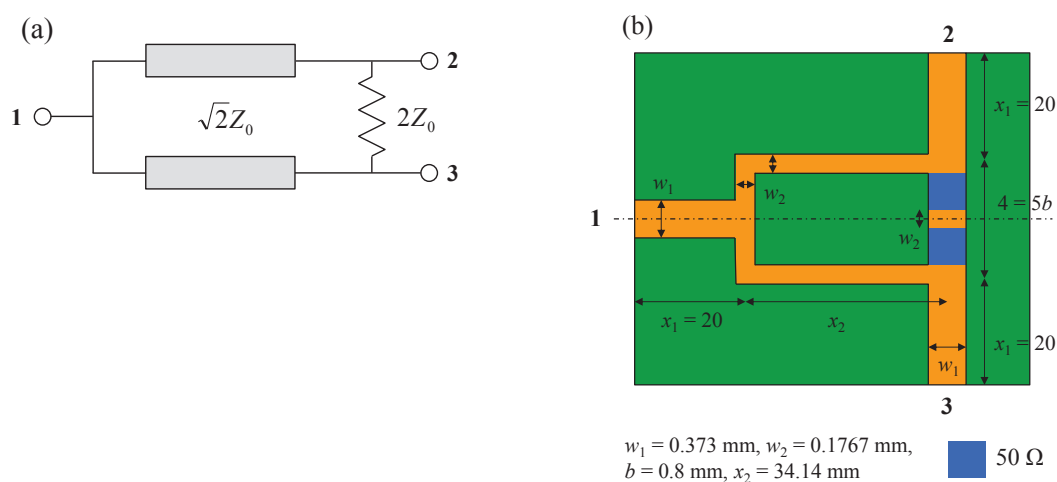 (a)
1
2
3
√2Z₀
2Z₀
(b)
2
x₁ = 20
w₁
w₂
4 = 5b
1
w₂
x₁ = 20
x₂
x₁ = 20
w₁
3
w₁ = 0.373 mm, w₂ = 0.1767 mm,
b = 0.8 mm, x₂ = 34.14 mm
50 Ω